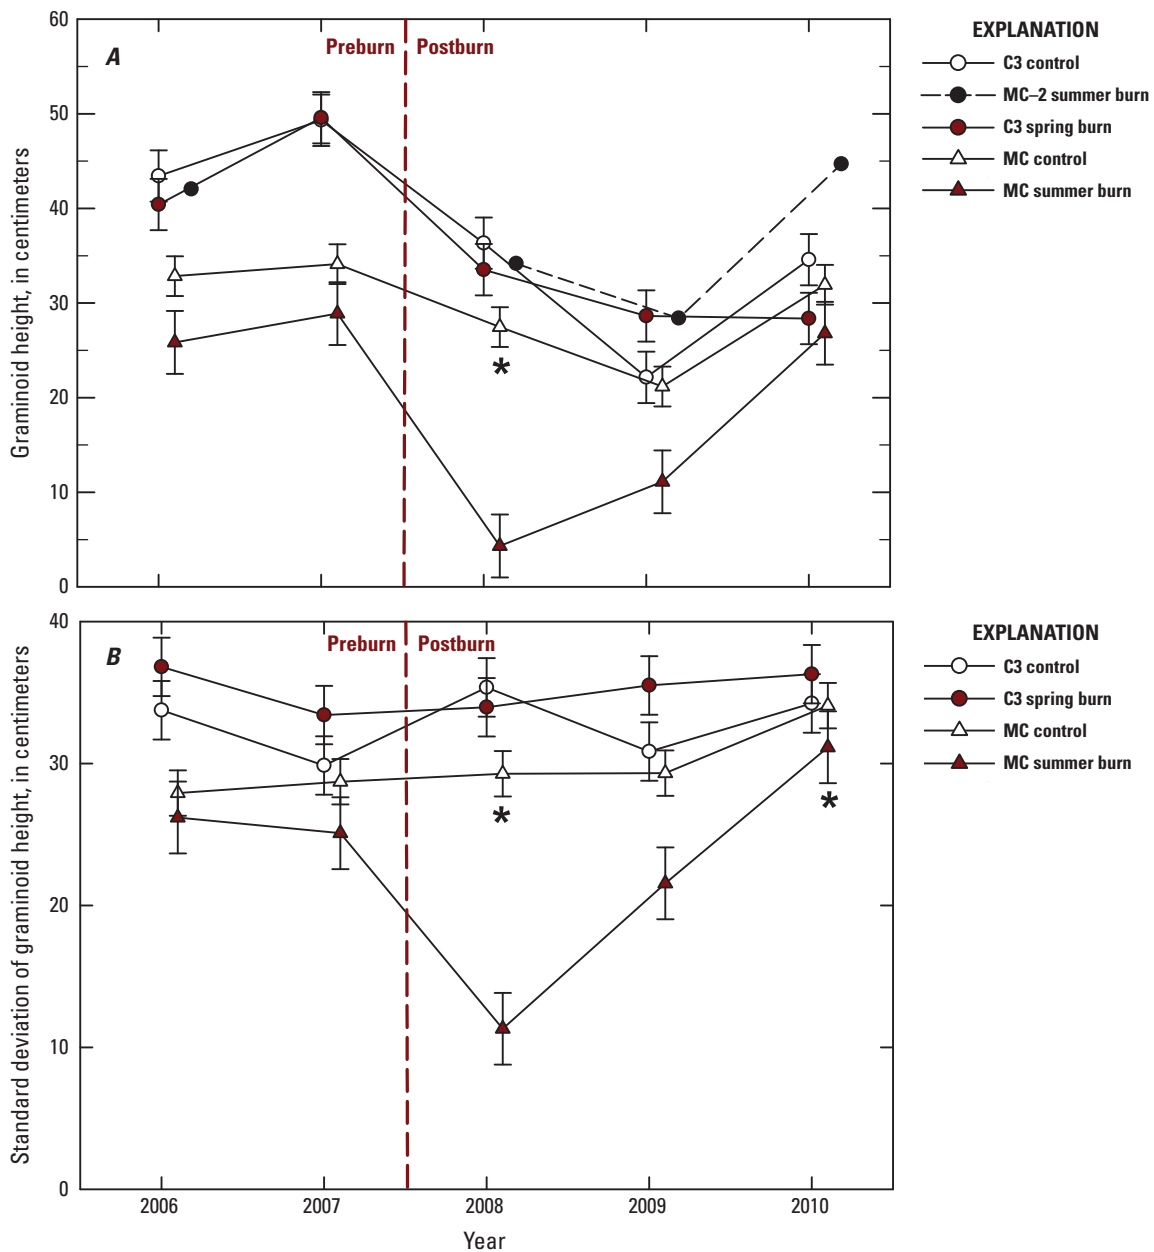 60
50
40
30
20
10
0
Graminoid height, in centimeters
A
Preburn
Postburn
*
EXPLANATION
C3 control
MC–2 summer burn
C3 spring burn
MC control
MC summer burn
40
30
20
10
0
Standard deviation of graminoid height, in centimeters
B
Preburn
Postburn
*
*
2006
2007
2008
2009
2010
Year
EXPLANATION
C3 control
C3 spring burn
MC control
MC summer burn